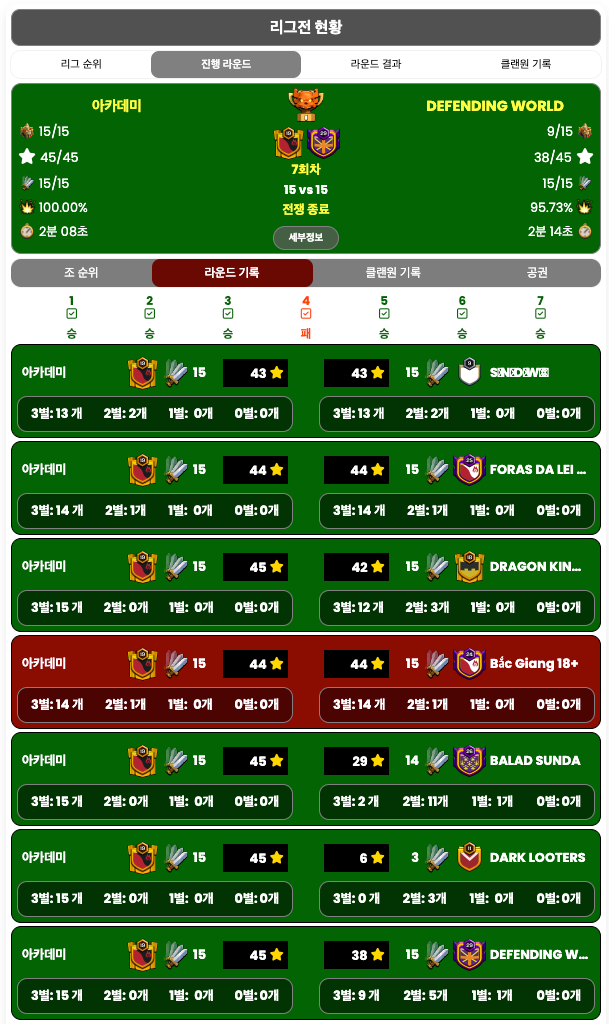 리그전 현황
리그 순위 진행 라운드 라운드 결과 클랜원 기록
아카데미 DEFENDING WORLD
15/15 9/15
45/45 38/45
15/15 15/15
100.00% 95.73%
2분 08초 2분 14초
19 29
7회차
15 vs 15
전쟁 종료
세부정보
조 순위 라운드 기록 클랜원 기록 공권
1 2 3 4 5 6 7
승 승 승 패 승 승 승
아카데미 19 15 43 43 15 9
3별: 13 개 2별: 2개 1별: 0개 0별: 0개 3별: 13 개 2별: 2개 1별: 0개 0별: 0개
아카데미 19 15 44 44 15 25 FORAS DA LEI ...
3별: 14 개 2별: 1개 1별: 0개 0별: 0개 3별: 14 개 2별: 1개 1별: 0개 0별: 0개
아카데미 19 15 45 42 15 18 DRAGON KIN...
3별: 15 개 2별: 0개 1별: 0개 0별: 0개 3별: 12 개 2별: 3개 1별: 0개 0별: 0개
아카데미 19 15 44 44 15 24 Bắc Giang 18+
3별: 14 개 2별: 1개 1별: 0개 0별: 0개 3별: 14 개 2별: 1개 1별: 0개 0별: 0개
아카데미 19 15 45 29 14 26 BALAD SUNDA
3별: 15 개 2별: 0개 1별: 0개 0별: 0개 3별: 2 개 2별: 11개 1별: 1개 0별: 0개
아카데미 19 15 45 6 3 11 DARK LOOTERS
3별: 15 개 2별: 0개 1별: 0개 0별: 0개 3별: 0 개 2별: 3개 1별: 0개 0별: 0개
아카데미 19 15 45 38 15 29 DEFENDING W...
3별: 15 개 2별: 0개 1별: 0개 0별: 0개 3별: 9 개 2별: 5개 1별: 1개 0별: 0개